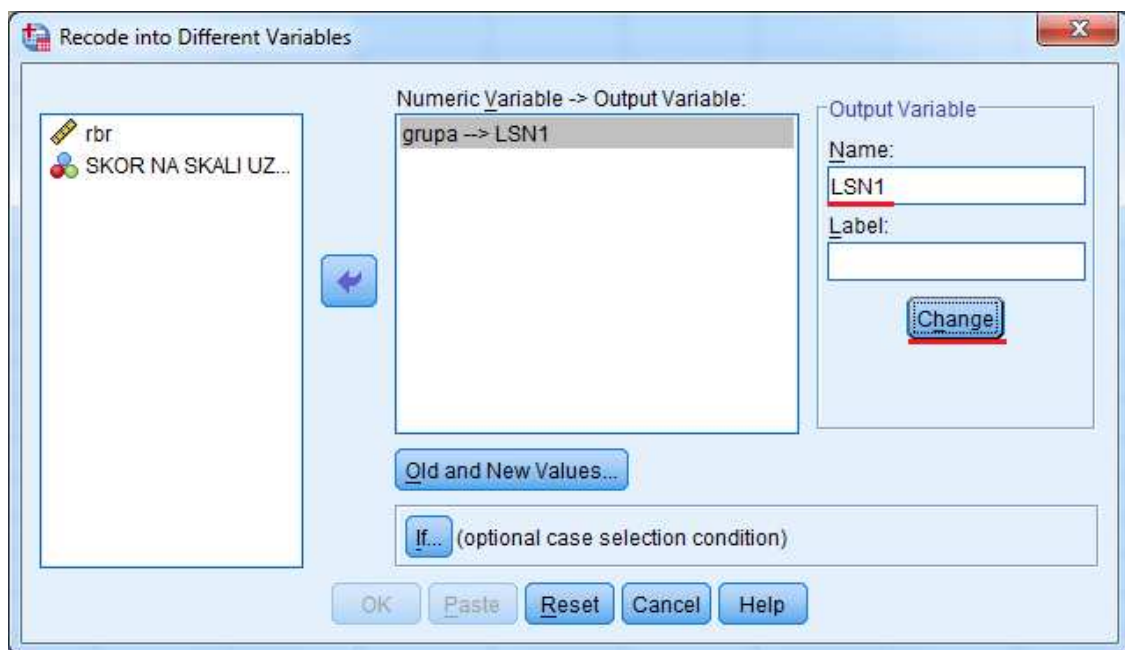 Recode into Different Variables
rbr
SKOR NA SKALI UZ...
Numeric Variable -> Output Variable:
grupa --> LSN1
Output Variable
Name:
LSN1
Label:
Change
Old and New Values...
If... (optional case selection condition)
OK Paste Reset Cancel Help